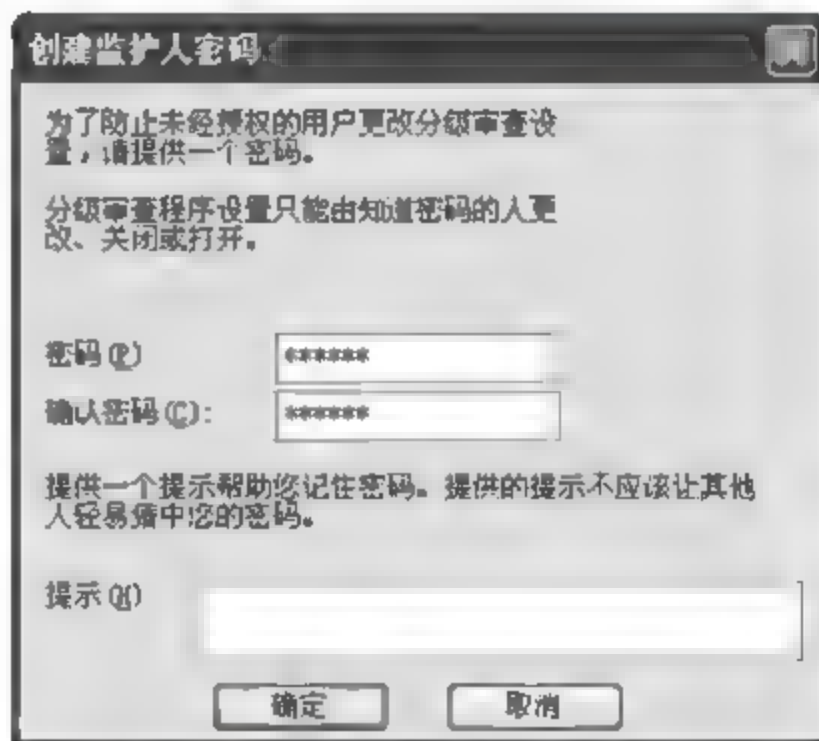 创建监护人密码
为了防止未经授权的用户更改分级审查设
置，请提供一个密码。
分级审查程序设置只能由知道密码的人更
改、关闭或打开。
密码(P)
******
确认密码(C):
******
提供一个提示帮助您记住密码。提供的提示不应该让其他
人轻易猜中您的密码。
提示(H)
确定
取消